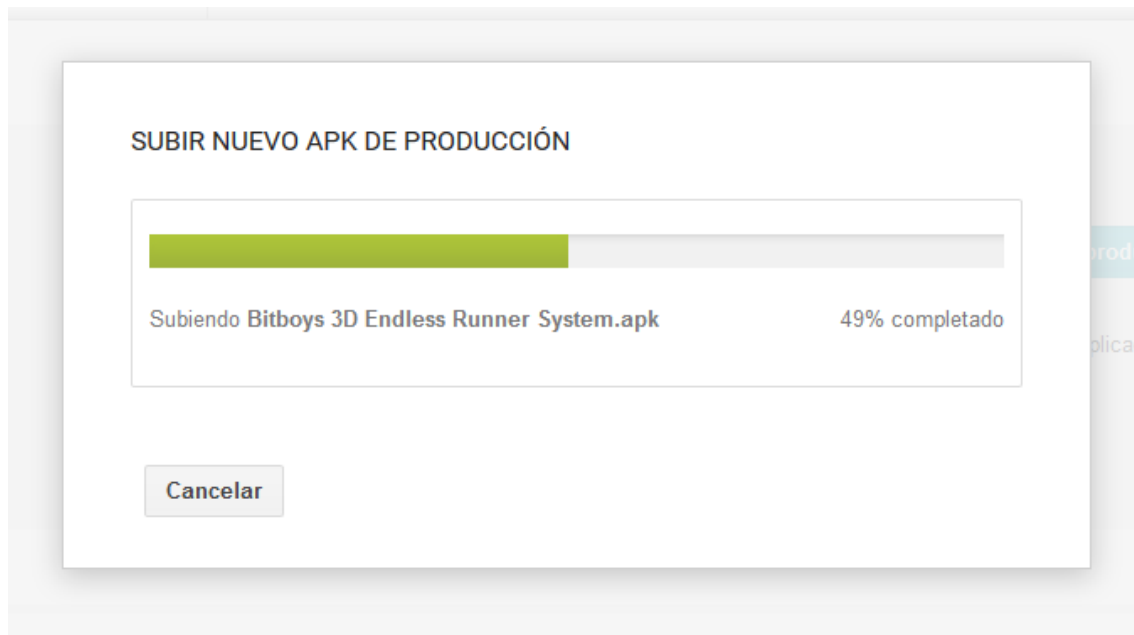 SUBIR NUEVO APK DE PRODUCCIÓN
Subiendo Bitboys 3D Endless Runner System.apk
49% completado
Cancelar